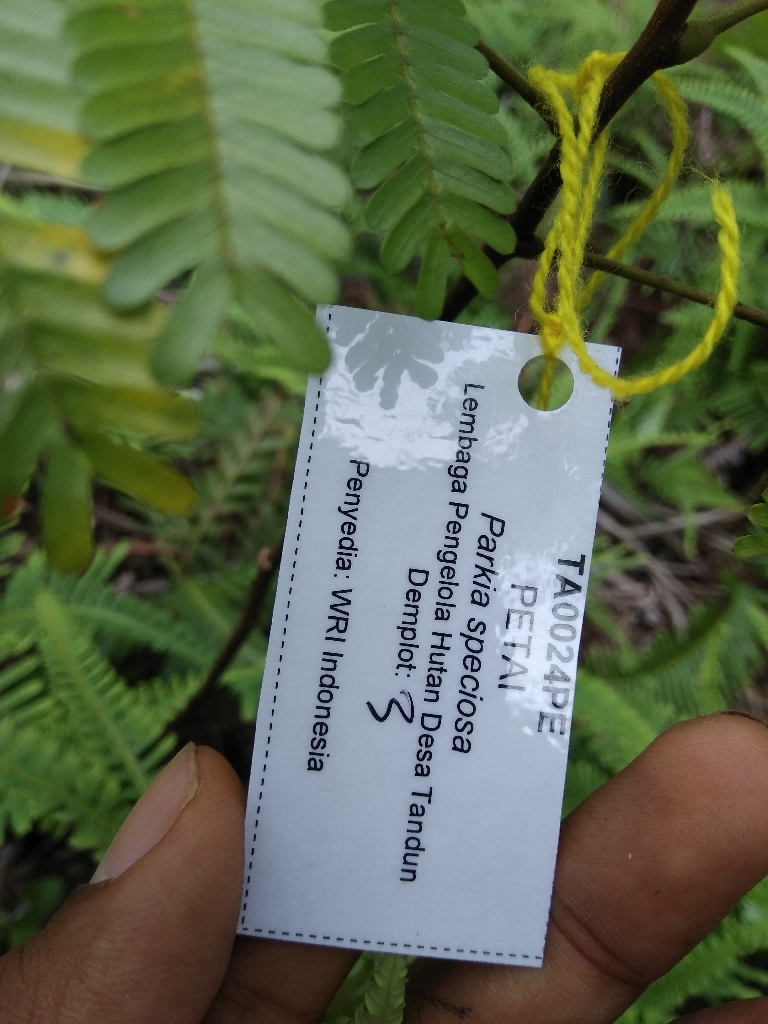 TA0024PE
PETAI
Parkia speciosa
Lembaga Pengelola Hutan Desa Tandun
Demplot: 3
Penyedia: WRI Indonesia